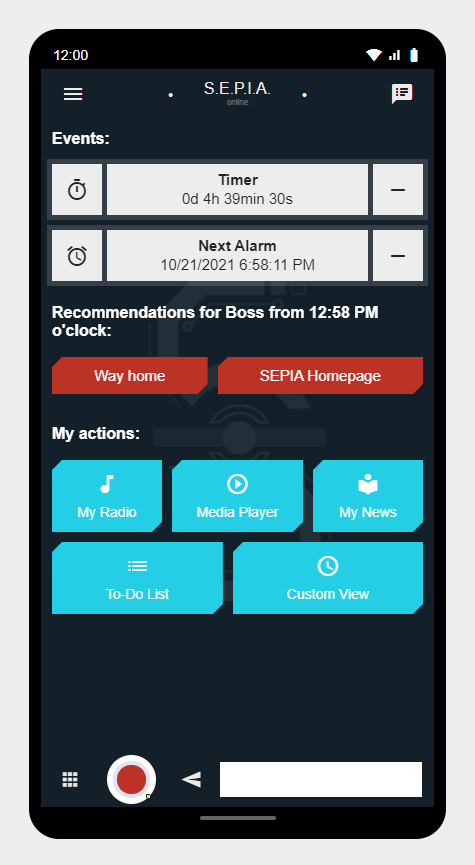 12:00
S.E.P.I.A.
online
Events:
Timer
0d 4h 39min 30s
Next Alarm
10/21/2021 6:58:11 PM
Recommendations for Boss from 12:58 PM
o'clock:
Way home
SEPIA Homepage
My actions:
My Radio
Media Player
My News
To-Do List
Custom View